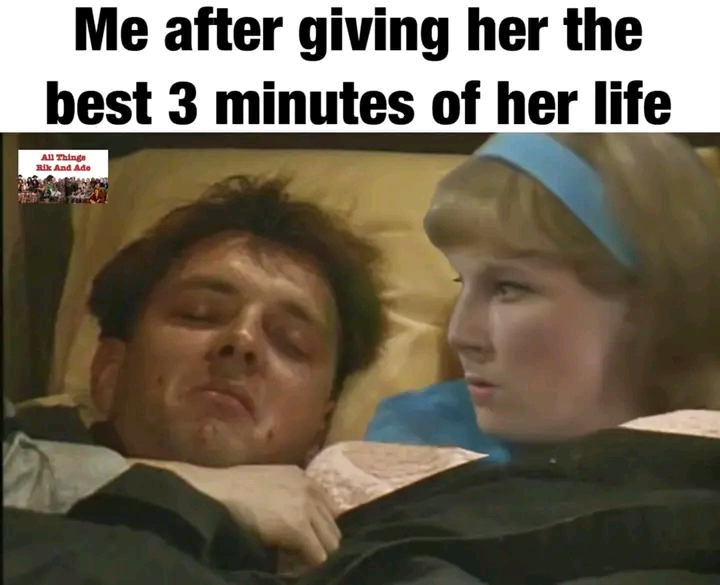 Me after giving her the
best 3 minutes of her life
All Things
Rik And Ade